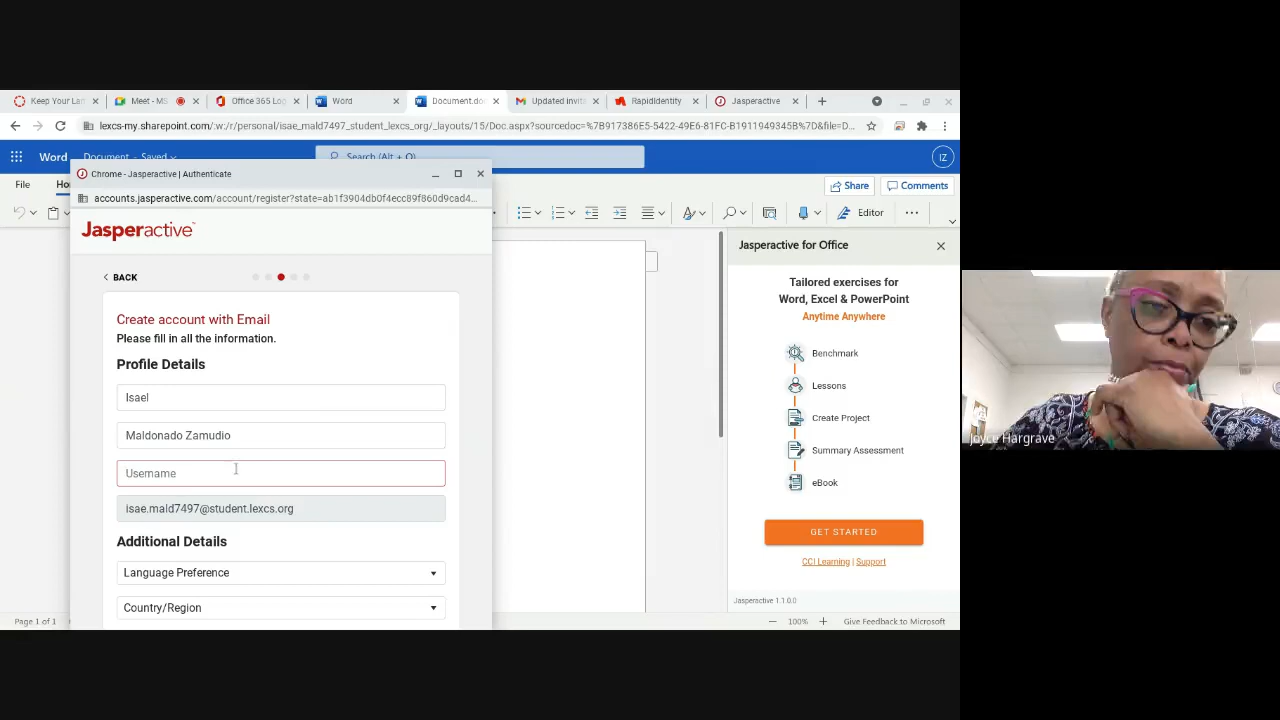 Keep Your Lan
Meet - MS
Office 365 Log
Word
Document.do
Updated invit
RapidIdentity
Jasperactive
lexcs-my.sharepoint.com/:w:/r/personal/isae_mald7497_student_lexcs_org/_layouts/15/Doc.aspx?sourcedoc=%7B917386E5-5422-49E6-81FC-B1911949345B%7D&file=D...
Word Document - Saved
Search (Alt + Q)
IZ
Chrome - Jasperactive | Authenticate
File
Ho
Share
Comments
accounts.jasperactive.com/account/register?state=ab1f3904db0f4ecc89f860d9cad4...
Editor
Jasperactive
BACK
Create account with Email
Please fill in all the information.
Profile Details
Isael
Maldonado Zamudio
Username
isae.mald7497@student.lexcs.org
Additional Details
Language Preference
Country/Region
Jasperactive for Office
Tailored exercises for
Word, Excel & PowerPoint
Anytime Anywhere
Benchmark
Lessons
Create Project
Summary Assessment
eBook
GET STARTED
CCI Learning | Support
Jasperactive 1.1.0.0
Page 1 of 1
100%
Give Feedback to Microsoft
Joyce Hargrave